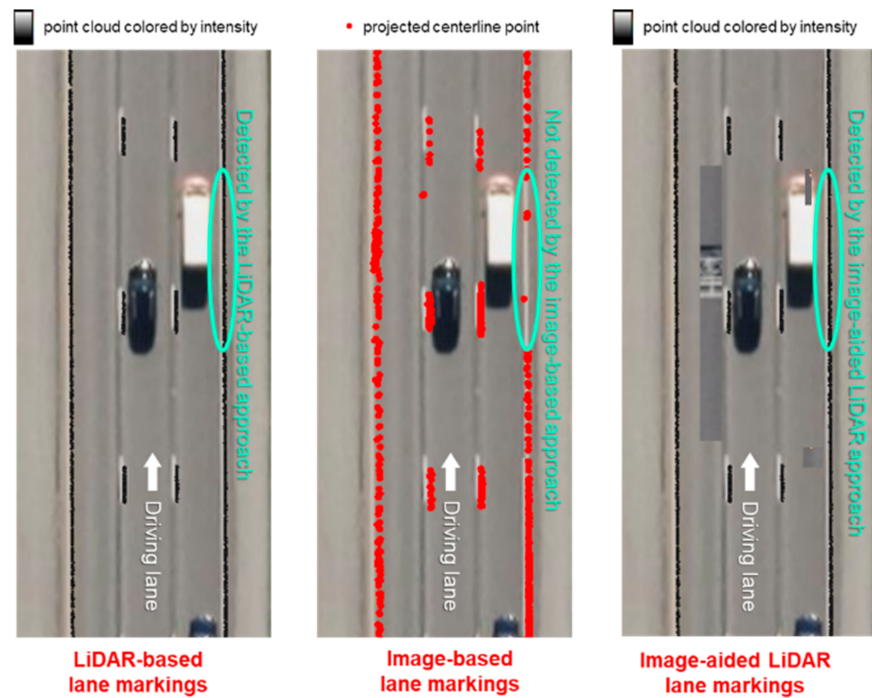 point cloud colored by intensity
projected centerline point
point cloud colored by intensity
Detected by the LiDAR-based approach
Driving lane
Not detected by the image-based approach
Driving lane
Detected by the image-aided LiDAR approach
Driving lane
LiDAR-based
lane markings
Image-based
lane markings
Image-aided LiDAR
lane markings